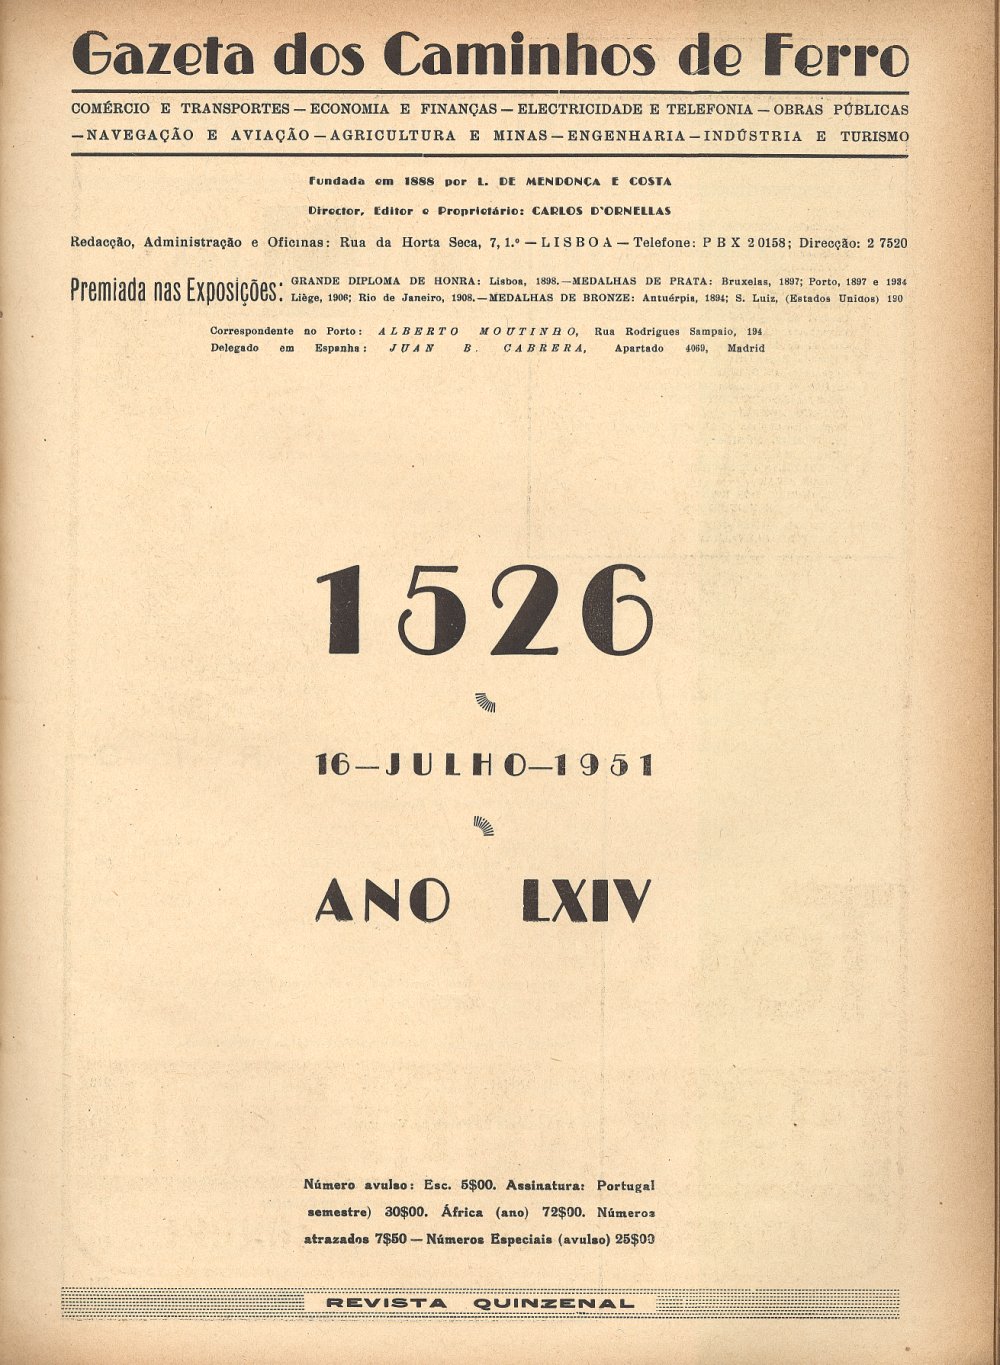 Gazeta dos Caminhos de Ferro
COMÉRCIO E TRANSPORTES — ECONOMIA E FINANÇAS — ELECTRICIDADE E TELEFONIA — OBRAS PÚBLICAS
— NAVEGAÇÃO E AVIAÇÃO — AGRICULTURA E MINAS — ENGENHARIA — INDÚSTRIA E TURISMO
Fundada em 1888 por L. DE MENDONÇA E COSTA
Director, Editor e Proprietário: CARLOS D'ORNELLAS
Redacção, Administração e Oficinas: Rua da Horta Seca, 7, 1.º — LISBOA — Telefone: PBX 20158; Direcção: 27520
Premiada nas Exposições:
GRANDE DIPLOMA DE HONRA: Lisboa, 1898. — MEDALHAS DE PRATA: Bruxelas, 1897; Porto, 1897 e 1934
Liège, 1906; Rio de Janeiro, 1908. — MEDALHAS DE BRONZE: Antuérpia, 1894; S. Luiz, (Estados Unidos) 190
Correspondente no Porto: ALBERTO MOUTINHO, Rua Rodrigues Sampaio, 194
Delegado em Espanha: JUAN B. CABRERA, Apartado 4069, Madrid
1526
16—JULHO—1951
ANO LXIV
Número avulso: Esc. 5$00. Assinatura: Portugal
semestre) 30$00. África (ano) 72$00. Números
atrazados 7$50 — Números Especiais (avulso) 25$00
REVISTA QUINZENAL